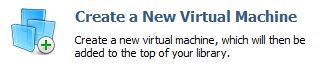 Create a New Virtual Machine
Create a new virtual machine, which will then be
added to the top of your library.